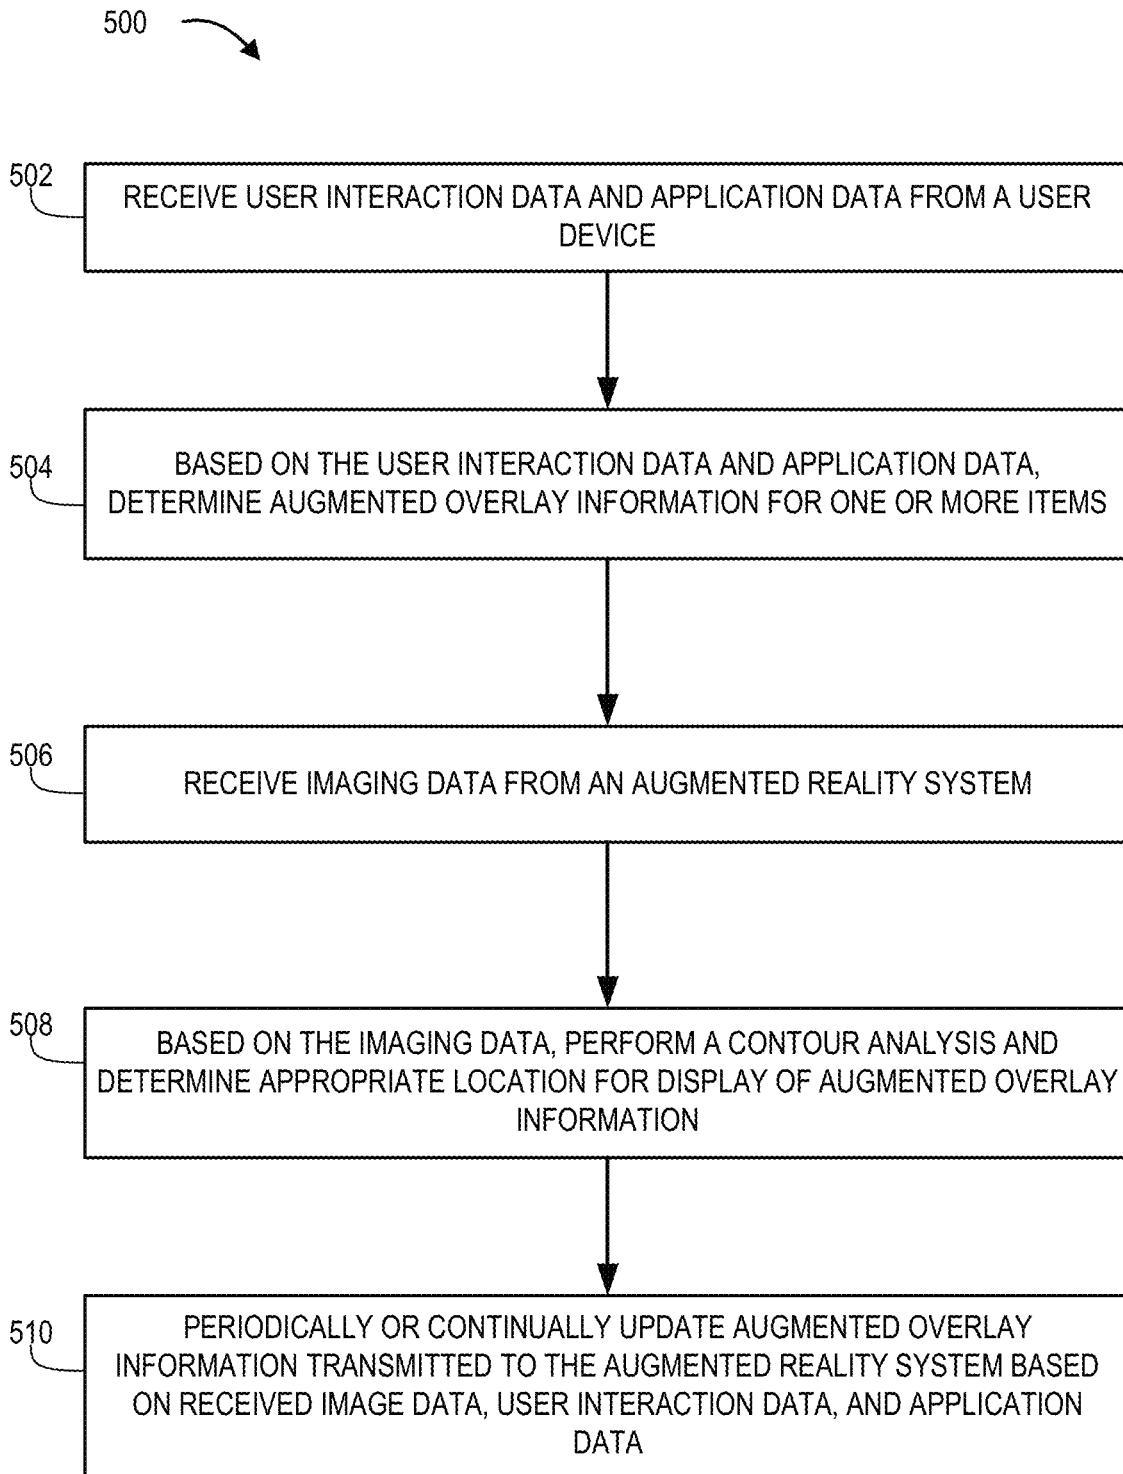 500
502
RECEIVE USER INTERACTION DATA AND APPLICATION DATA FROM A USER
DEVICE
504
BASED ON THE USER INTERACTION DATA AND APPLICATION DATA,
DETERMINE AUGMENTED OVERLAY INFORMATION FOR ONE OR MORE ITEMS
506
RECEIVE IMAGING DATA FROM AN AUGMENTED REALITY SYSTEM
508
BASED ON THE IMAGING DATA, PERFORM A CONTOUR ANALYSIS AND
DETERMINE APPROPRIATE LOCATION FOR DISPLAY OF AUGMENTED OVERLAY
INFORMATION
510
PERIODICALLY OR CONTINUALLY UPDATE AUGMENTED OVERLAY
INFORMATION TRANSMITTED TO THE AUGMENTED REALITY SYSTEM BASED
ON RECEIVED IMAGE DATA, USER INTERACTION DATA, AND APPLICATION
DATA